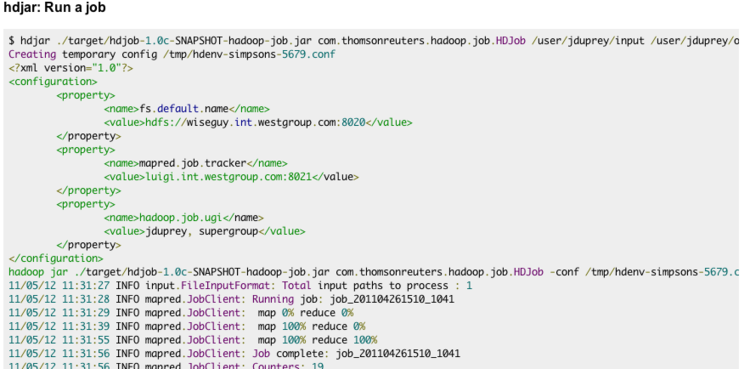 hdjar: Run a job
$ hdjar ./target/hdjob-1.0c-SNAPSHOT-hadoop-job.jar com.thomsonreuters.hadoop.job.HDJob /user/jduprey/input /user/jduprey/o
Creating temporary config /tmp/hdenv-simpsons-5679.conf
<?xml version="1.0"?>
<configuration>
<property>
<name>fs.default.name</name>
<value>hdfs://wiseguy.int.westgroup.com:8020</value>
</property>
<property>
<name>mapred.job.tracker</name>
<value>luigi.int.westgroup.com:8021</value>
</property>
<property>
<name>hadoop.job.ugi</name>
<value>jduprey, supergroup</value>
</property>
</configuration>
hadoop jar ./target/hdjob-1.0c-SNAPSHOT-hadoop-job.jar com.thomsonreuters.hadoop.job.HDJob -conf /tmp/hdenv-simpsons-5679.c
11/05/12 11:31:27 INFO input.FileInputFormat: Total input paths to process : 1
11/05/12 11:31:28 INFO mapred.JobClient: Running job: job_201104261510_1041
11/05/12 11:31:29 INFO mapred.JobClient:  map 0% reduce 0%
11/05/12 11:31:39 INFO mapred.JobClient:  map 100% reduce 0%
11/05/12 11:31:55 INFO mapred.JobClient:  map 100% reduce 100%
11/05/12 11:31:56 INFO mapred.JobClient: Job complete: job_201104261510_1041
11/05/12 11:31:56 INFO mapred.JobClient: Counters: 19